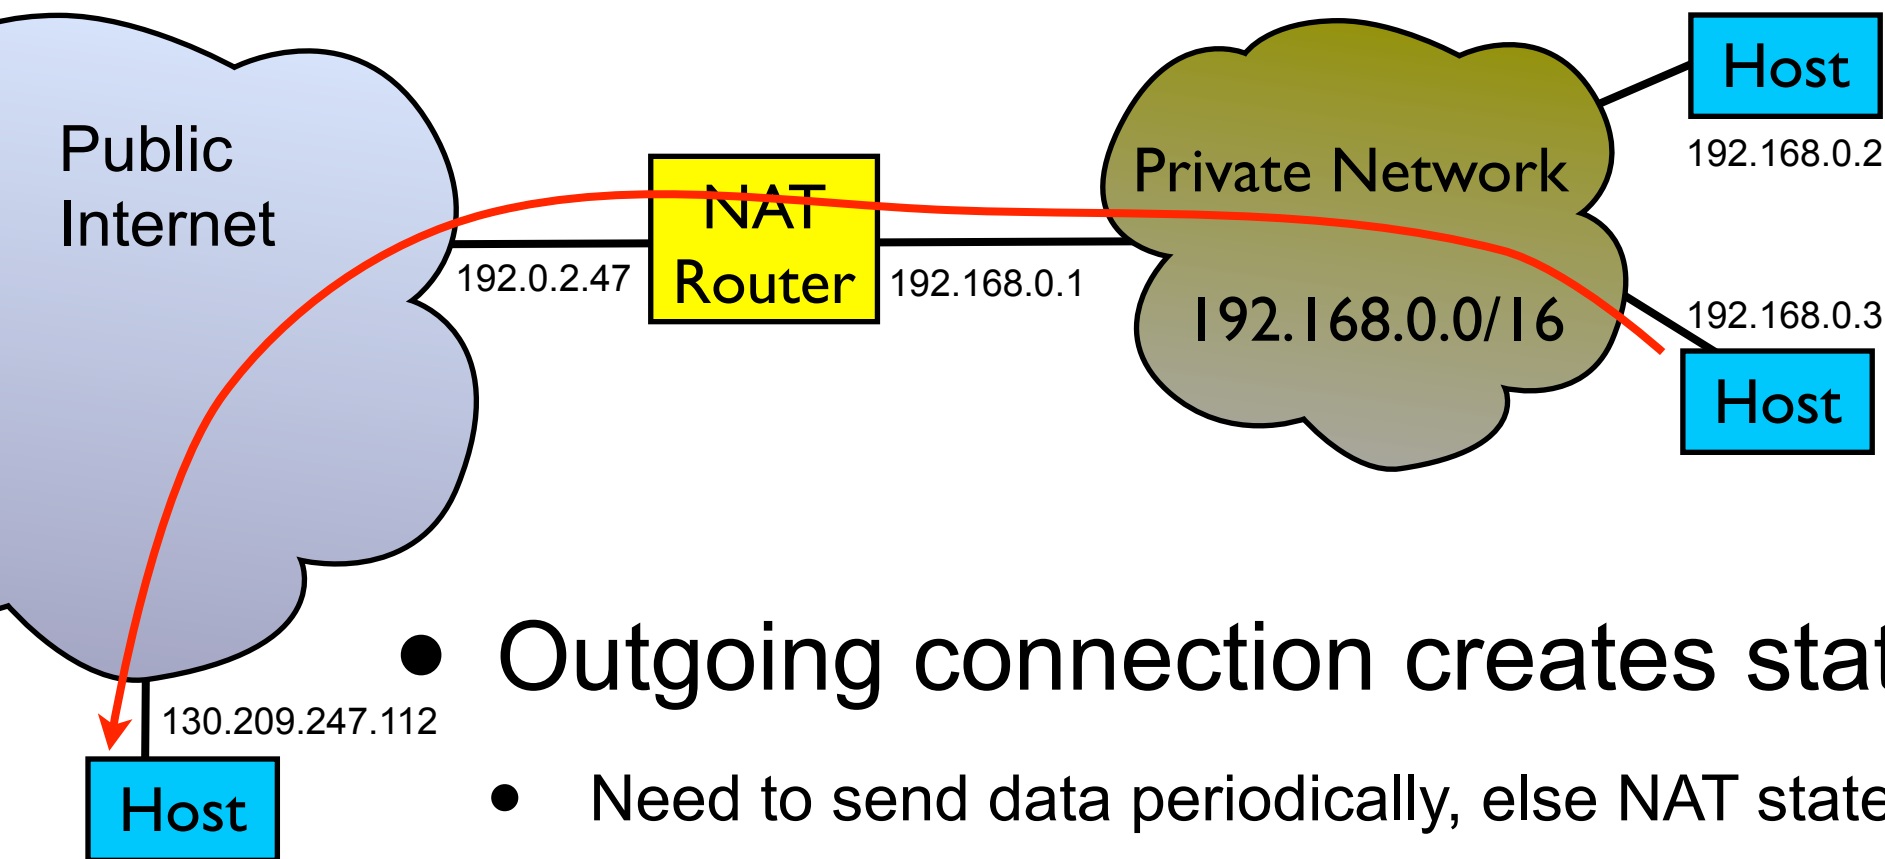 Host
192.168.0.2
Public
Internet
NAT
Router
192.0.2.47
192.168.0.1
Private Network
192.168.0.0/16
192.168.0.3
Host
130.209.247.112
Host
• Outgoing connection creates
• Need to send data periodically, else NAT state